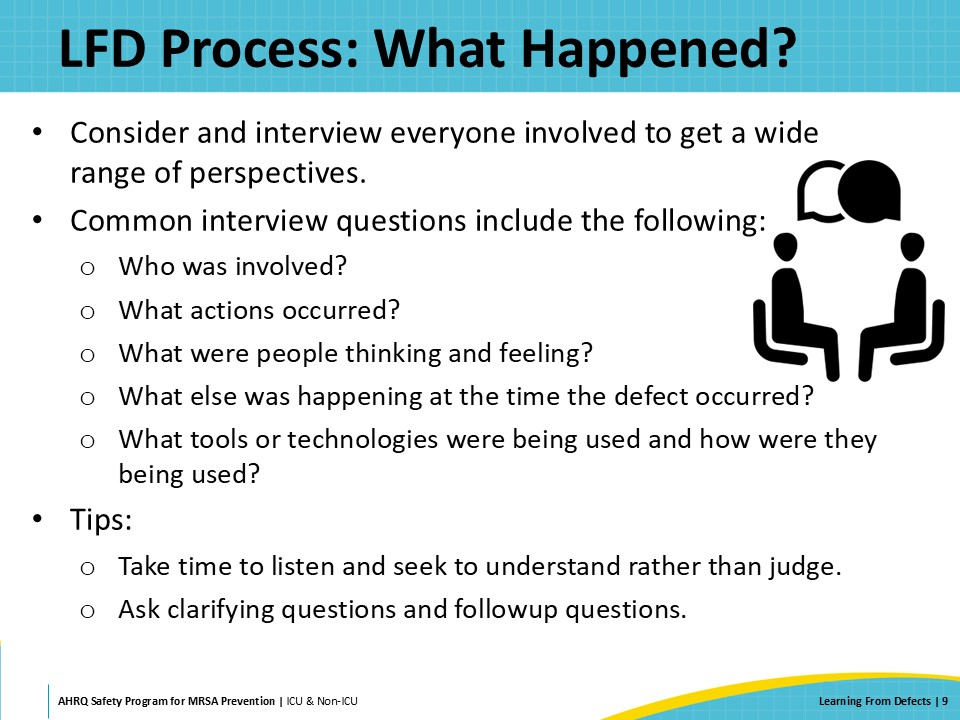 LFD Process: What Happened?
• Consider and interview everyone involved to get a wide
range of perspectives.
• Common interview questions include the following:
o Who was involved?
o What actions occurred?
o What were people thinking and feeling?
o What else was happening at the time the defect occurred?
o What tools or technologies were being used and how were they
being used?
• Tips:
o Take time to listen and seek to understand rather than judge.
o Ask clarifying questions and followup questions.
AHRQ Safety Program for MRSA Prevention | ICU & Non-ICU
Learning From Defects | 9